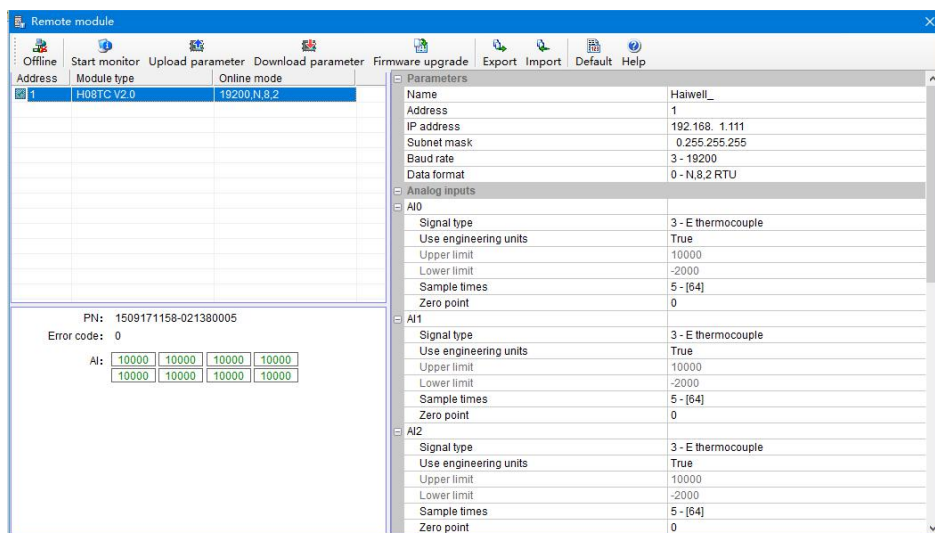 Remote module
Offline Start monitor Upload parameter Download parameter Firmware upgrade Export Import Default Help
Address Module type Online mode
1 H08TC V2.0 19200,N,8,2
PN: 1509171158-021380005
Error code: 0
AI: 10000 10000 10000 10000
10000 10000 10000 10000
Parameters
Name Haiwell_
Address 1
IP address 192.168. 1.111
Subnet mask 0.255.255.255
Baud rate 3 - 19200
Data format 0 - N,8,2 RTU
Analog inputs
AI0
Signal type 3 - E thermocouple
Use engineering units True
Upper limit 10000
Lower limit -2000
Sample times 5 - [64]
Zero point 0
AI1
Signal type 3 - E thermocouple
Use engineering units True
Upper limit 10000
Lower limit -2000
Sample times 5 - [64]
Zero point 0
AI2
Signal type 3 - E thermocouple
Use engineering units True
Upper limit 10000
Lower limit -2000
Sample times 5 - [64]
Zero point 0